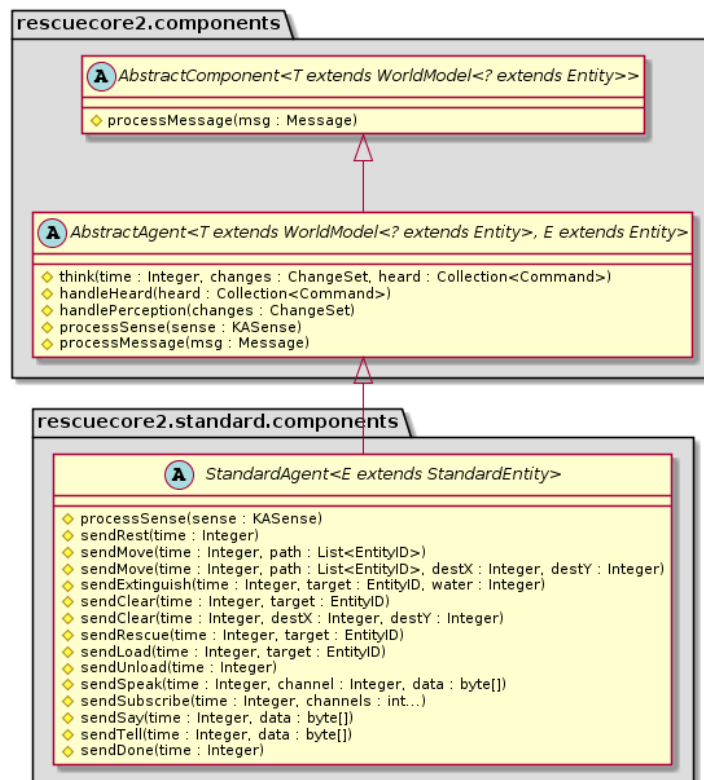 rescuecore2.components
A AbstractComponent<T extends WorldModel<? extends Entity>>
processMessage(msg : Message)
A AbstractAgent<T extends WorldModel<? extends Entity>, E extends Entity>
think(time : Integer, changes : ChangeSet, heard : Collection<Command>)
handleHeard(heard : Collection<Command>)
handlePerception(changes : ChangeSet)
processSense(sense : KASense)
processMessage(msg : Message)
rescuecore2.standard.components
A StandardAgent<E extends StandardEntity>
processSense(sense : KASense)
sendRest(time : Integer)
sendMove(time : Integer, path : List<EntityID>)
sendMove(time : Integer, path : List<EntityID>, destX : Integer, destY : Integer)
sendExtinguish(time : Integer, target : EntityID, water : Integer)
sendClear(time : Integer, target : EntityID)
sendClear(time : Integer, destX : Integer, destY : Integer)
sendRescue(time : Integer, target : EntityID)
sendLoad(time : Integer, target : EntityID)
sendUnload(time : Integer)
sendSpeak(time : Integer, channel : Integer, data : byte[])
sendSubscribe(time : Integer, channels : int...)
sendSay(time : Integer, data : byte[])
sendTell(time : Integer, data : byte[])
sendDone(time : Integer)